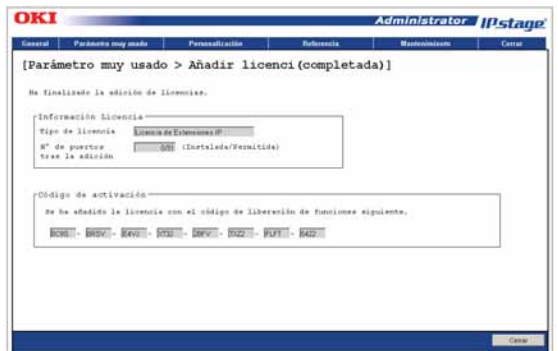 OKI
Administrator IPstage
General Parámetro muy usado Personalización Referencia Mantenimiento Cerrar
[Parámetro muy usado > Añadir licenci(completada)]
Ha finalizado la adición de licencias.
Información Licencia
Tipo de licencia Licencia de Extensiones IP
Nº de puertos tras la adición (Instalada/Permitida)
Código de activación
Se ha añadido la licencia con el código de liberación de funciones siguiente.
Cerrar